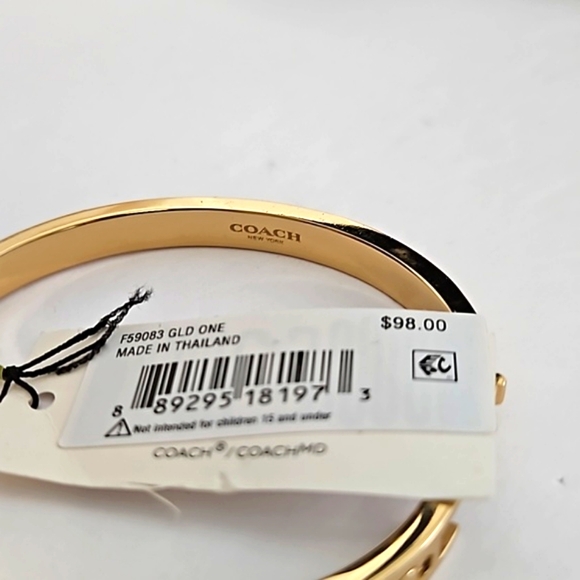 COACH
NEW YORK
F59083 GLD ONE
$98.00
MADE IN THAILAND
8 89295 18197 3
Not intended for children 15 and under
COACH®/COACHMD